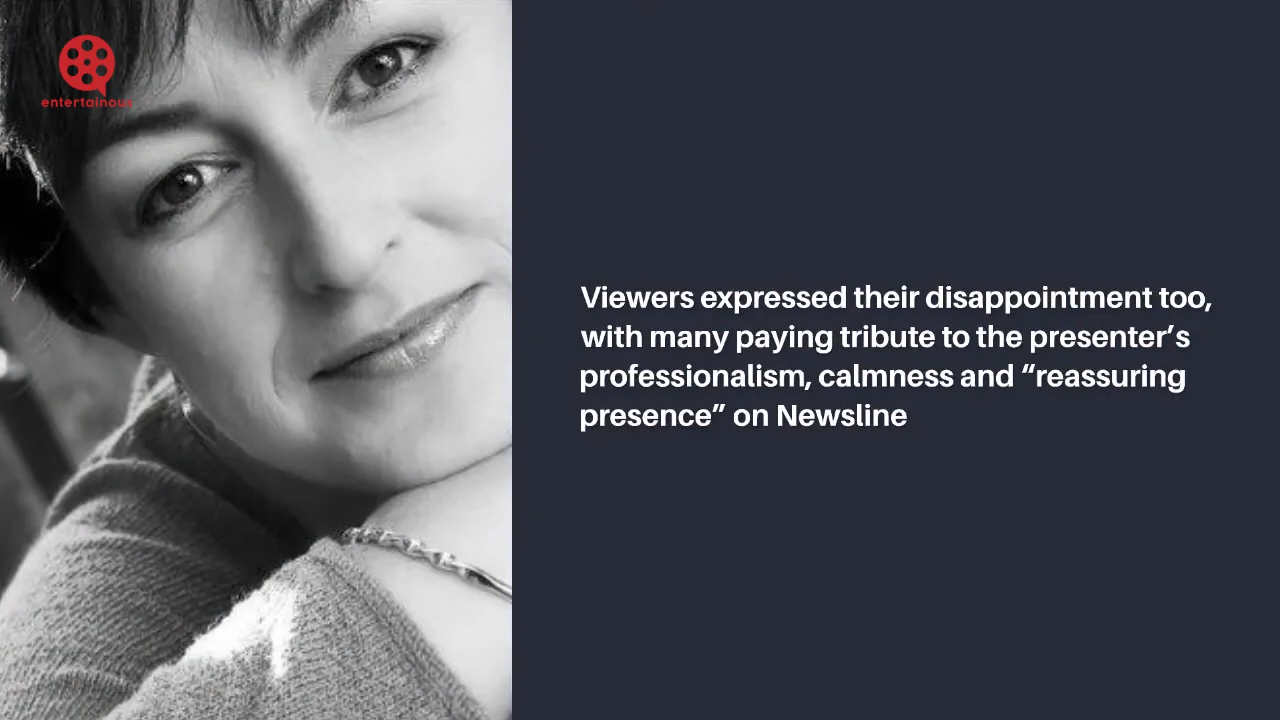 entertainous
Viewers expressed their disappointment too,
with many paying tribute to the presenter’s
professionalism, calmness and “reassuring
presence” on Newsline